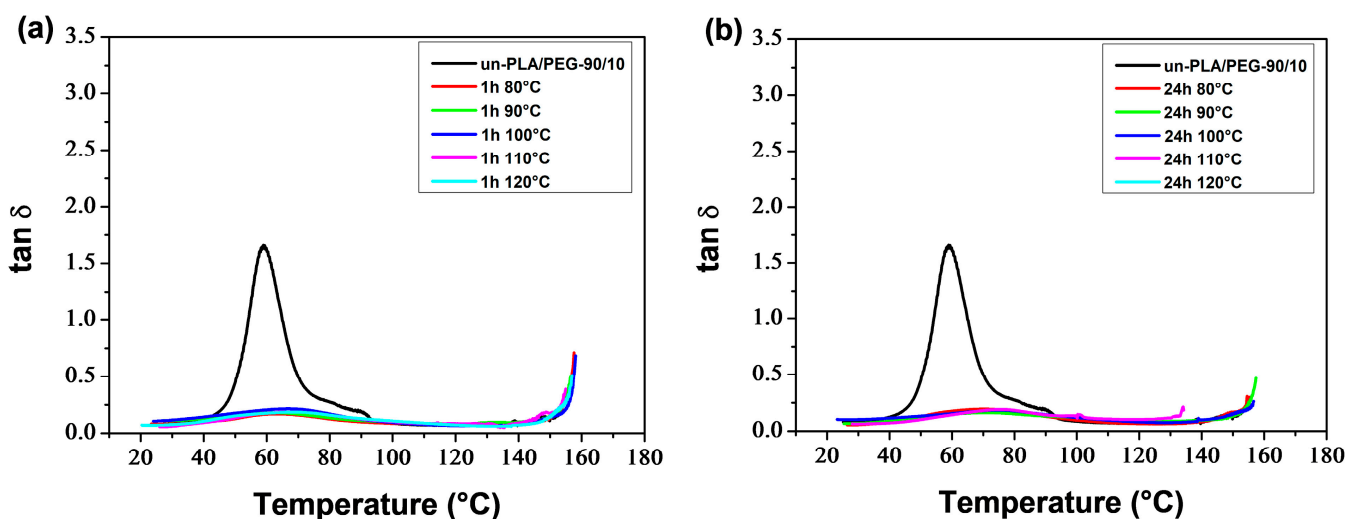 (a)
3.5
3.0
2.5
2.0
1.5
1.0
0.5
0.0
tan δ
un-PLA/PEG-90/10
1h 80°C
1h 90°C
1h 100°C
1h 110°C
1h 120°C
20 40 60 80 100 120 140 160 180
Temperature (°C)
(b)
3.5
3.0
2.5
2.0
1.5
1.0
0.5
0.0
tan δ
un-PLA/PEG-90/10
24h 80°C
24h 90°C
24h 100°C
24h 110°C
24h 120°C
20 40 60 80 100 120 140 160 180
Temperature (°C)